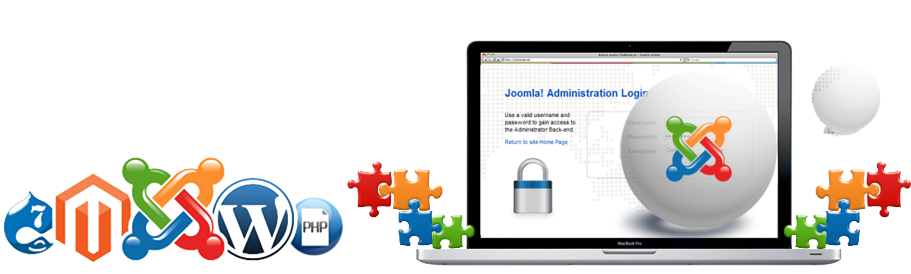 Joomla! Administration Login
Use a valid username and
password to gain access to
the Administrator Back-end.
Return to site Home Page
Username
Password
Language
7
W
PHP
MacBook Pro